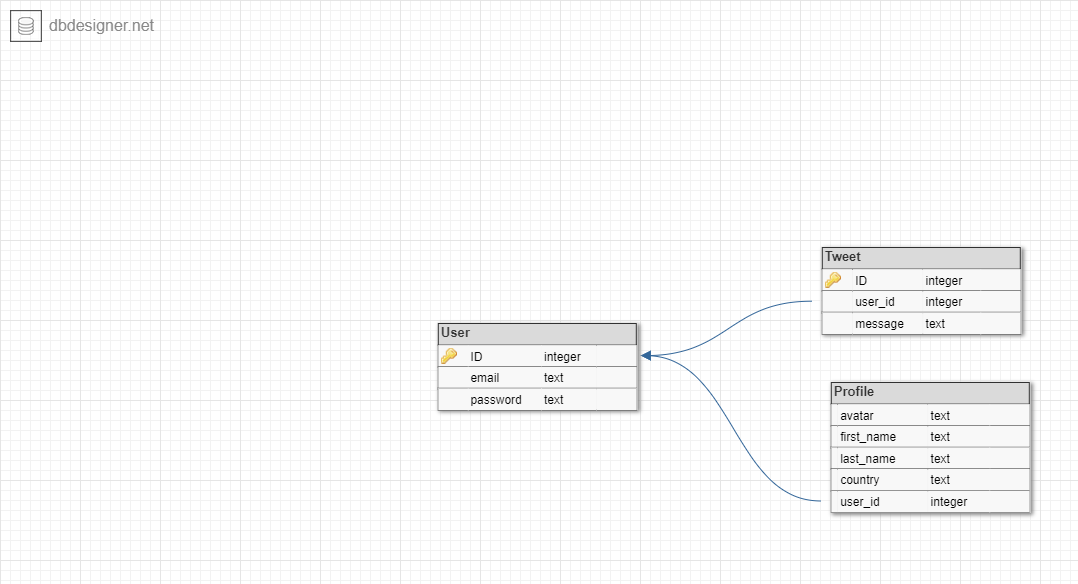 dbdesigner.net
User
ID integer
email text
password text
Tweet
ID integer
user_id integer
message text
Profile
avatar text
first_name text
last_name text
country text
user_id integer